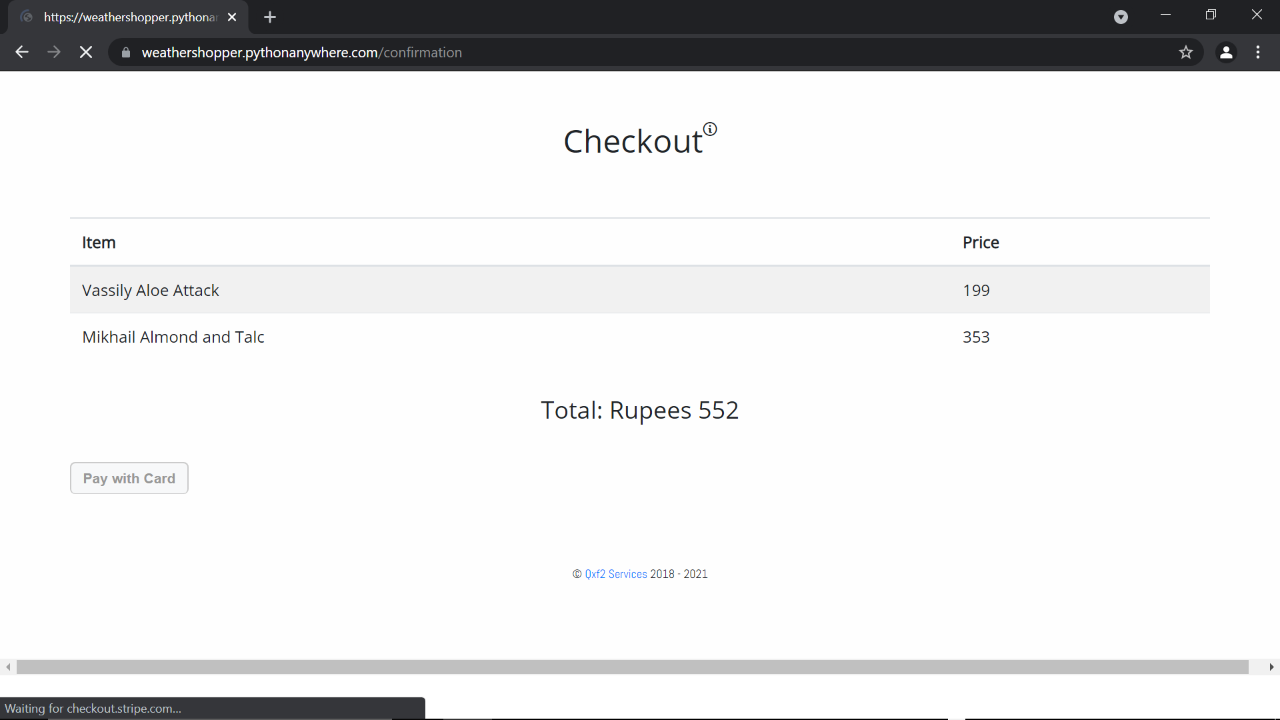 https://weathershopper.pythonan
weathershopper.pythonanywhere.com/confirmation
Checkout
Item Price
Vassily Aloe Attack 199
Mikhail Almond and Talc 353
Total: Rupees 552
Pay with Card
© Qxf2 Services 2018 - 2021
Waiting for checkout.stripe.com...